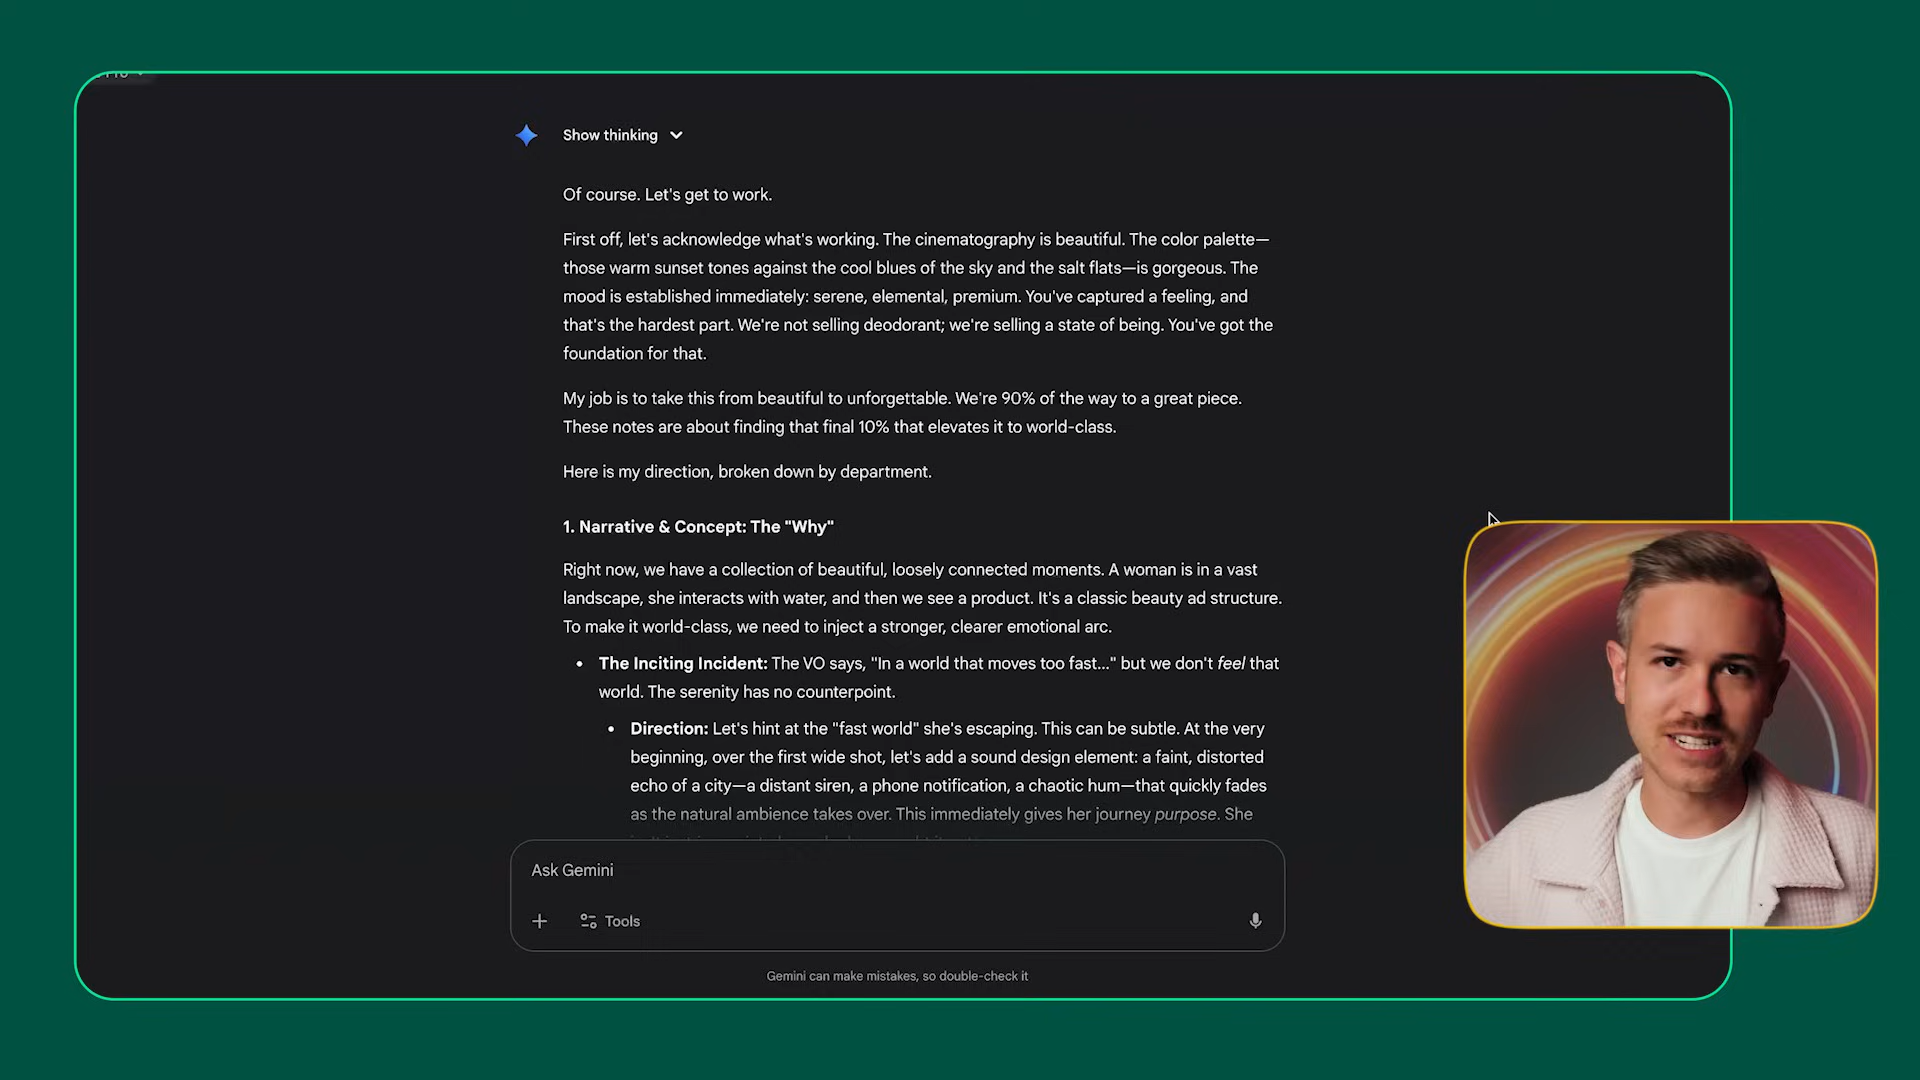 Show thinking
Of course. Let's get to work.
First off, let's acknowledge what's working. The cinematography is beautiful. The color palette—
those warm sunset tones against the cool blues of the sky and the salt flats—is gorgeous. The
mood is established immediately: serene, elemental, premium. You've captured a feeling, and
that's the hardest part. We're not selling deodorant; we're selling a state of being. You've got the
foundation for that.
My job is to take this from beautiful to unforgettable. We're 90% of the way to a great piece.
These notes are about finding that final 10% that elevates it to world-class.
Here is my direction, broken down by department.
1. Narrative & Concept: The "Why"
Right now, we have a collection of beautiful, loosely connected moments. A woman is in a vast
landscape, she interacts with water, and then we see a product. It's a classic beauty ad structure.
To make it world-class, we need to inject a stronger, clearer emotional arc.
• The Inciting Incident: The VO says, "In a world that moves too fast..." but we don't feel that
world. The serenity has no counterpoint.
• Direction: Let's hint at the "fast world" she's escaping. This can be subtle. At the very
beginning, over the first wide shot, let's add a sound design element: a faint, distorted
echo of a city—a distant siren, a phone notification, a chaotic hum—that quickly fades
as the natural ambience takes over. This immediately gives her journey purpose. She
Ask Gemini
Tools
Gemini can make mistakes, so double-check it